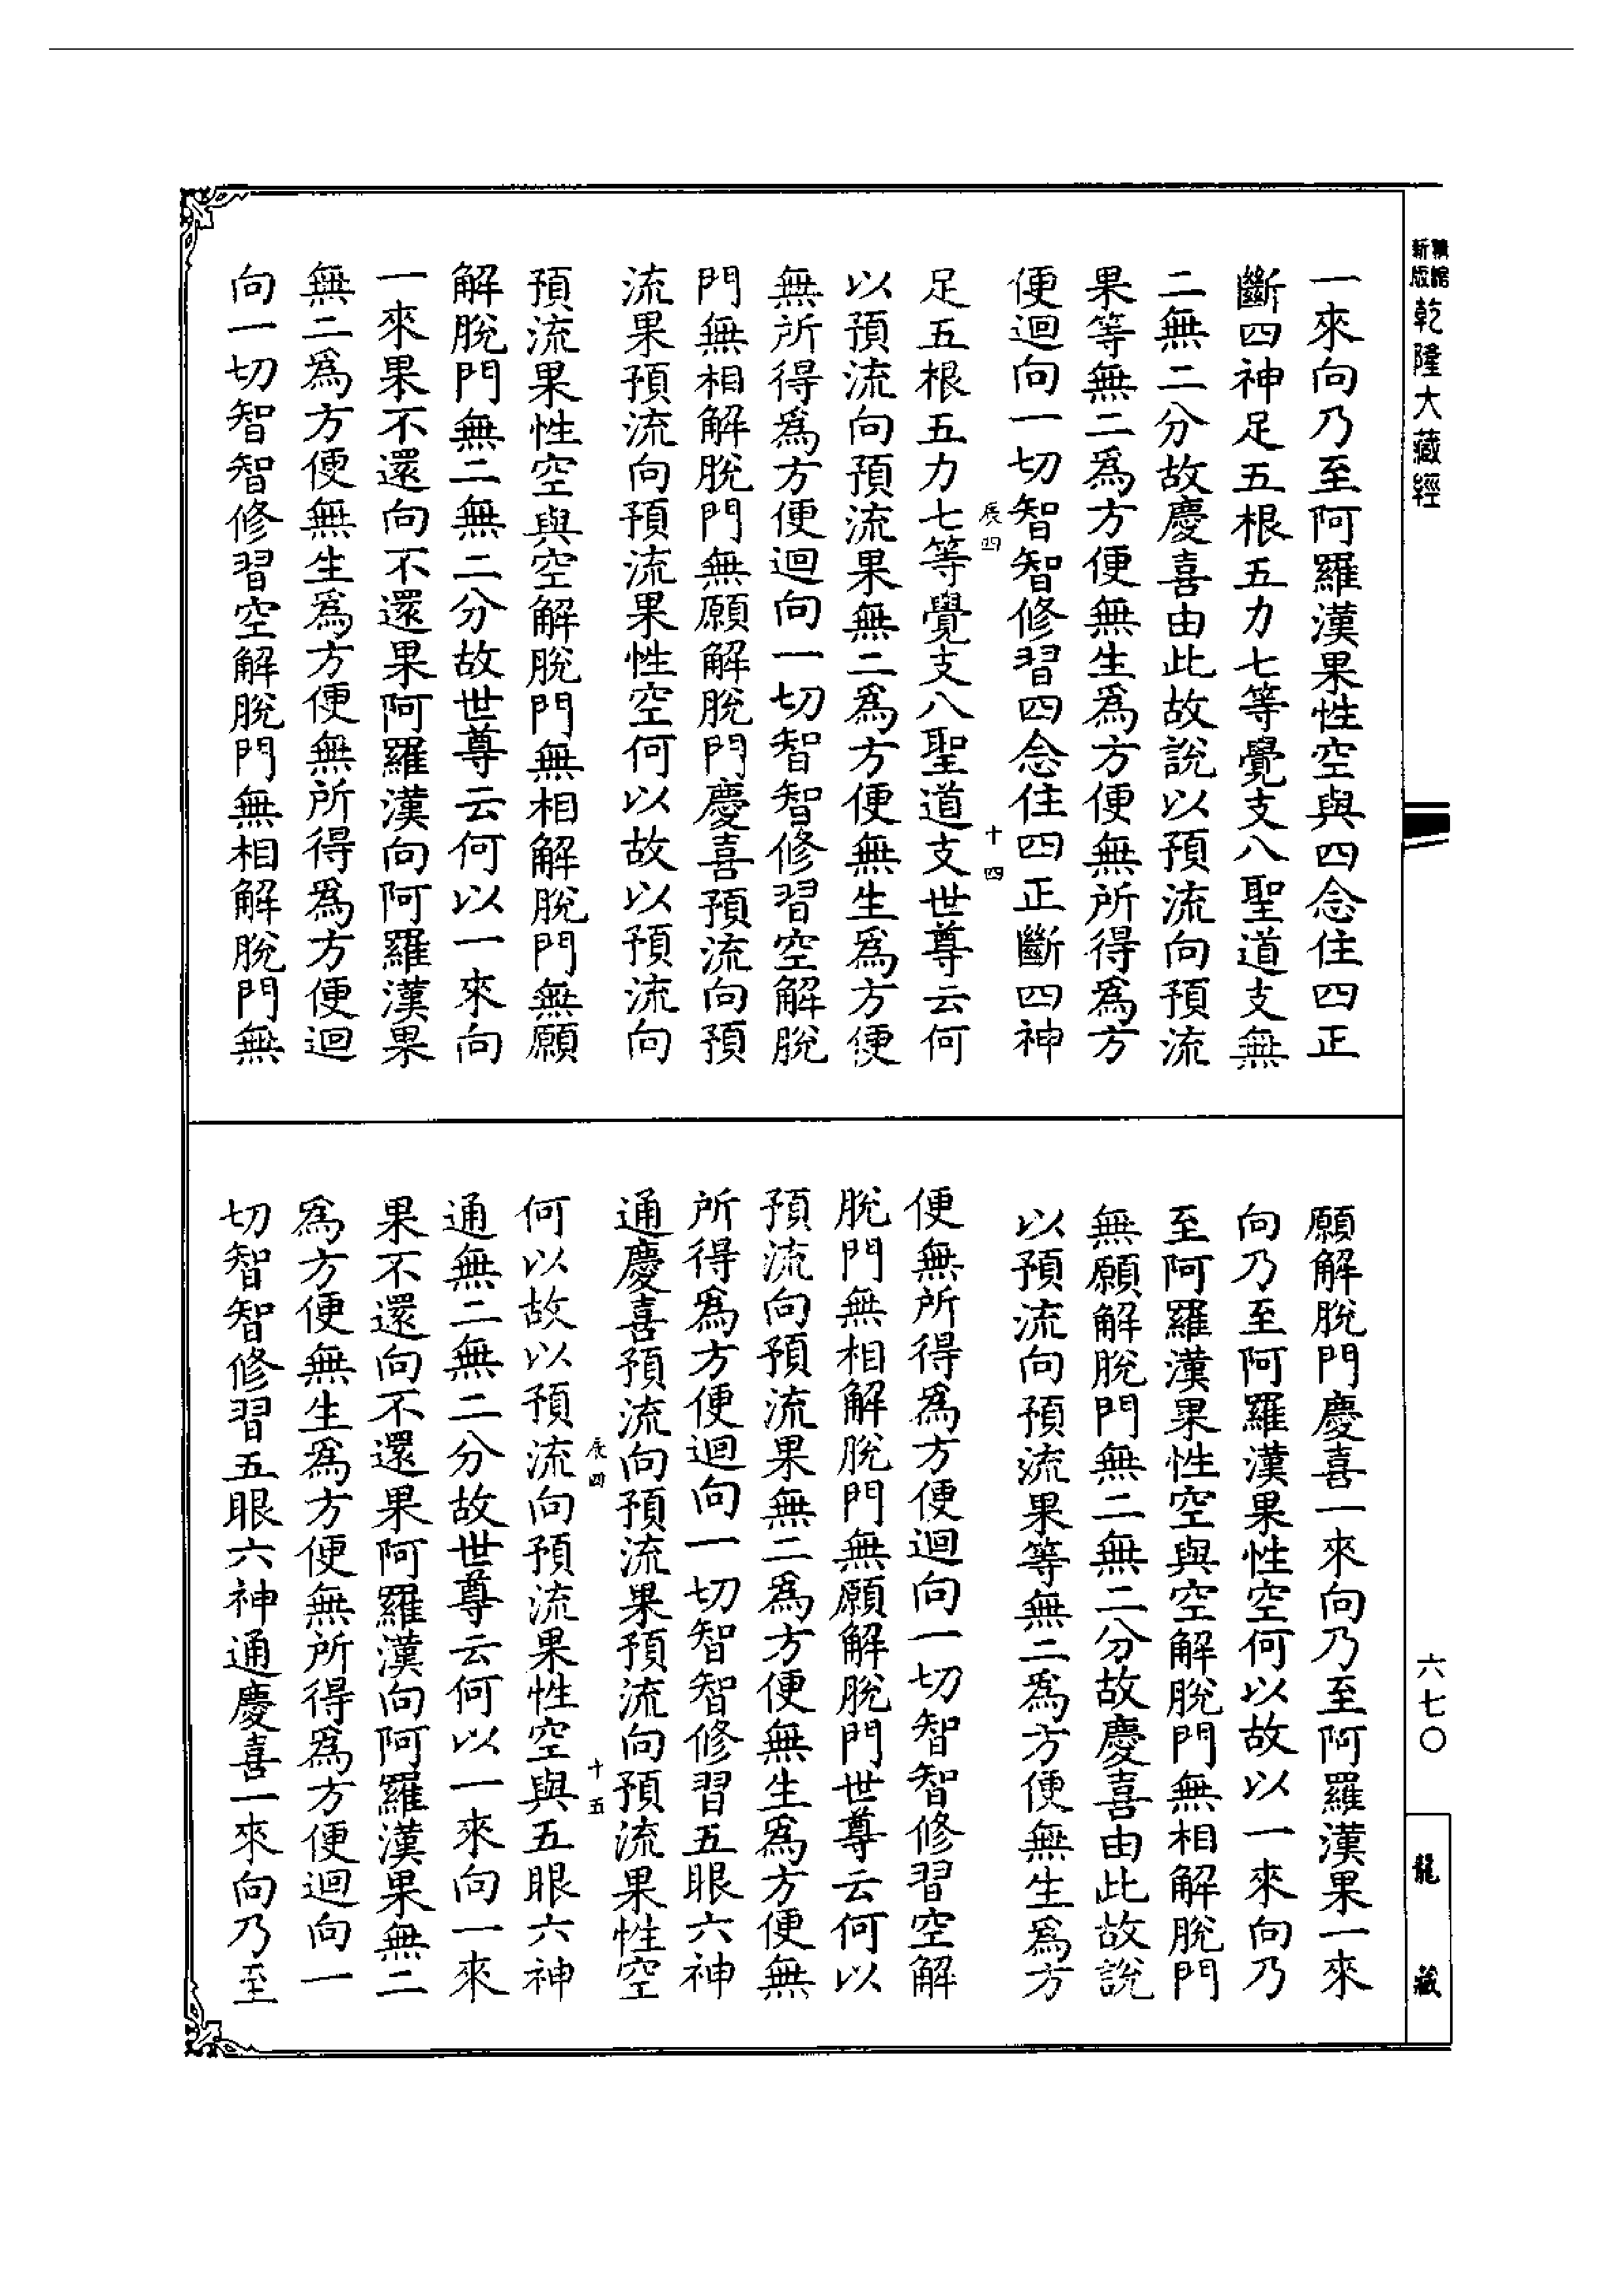 新精
版縮
乾隆大藏經
一來向乃至阿羅漢果性空與四念住四正
斷四神足五根五力七等覺支八聖道支無
二無二分故慶喜由此故說以預流向預流
果等無二爲方便無生爲方便無所得爲方
便迴向一切智智修習四念住四正斷四神
展四
十四
足五根五力七等覺支八聖道支世尊云何
以預流向預流果無二爲方便無生爲方便
無所得爲方便迴向一切智智修習空解脫
門無相解脫門無願解脫門慶喜預流向預
流果預流向預流果性空何以故以預流向
預流果性空與空解脫門無相解脫門無願
解脫門無二無二分故世尊云何以一來向
一來果不還向不還果阿羅漢向阿羅漢果
無二爲方便無生爲方便無所得爲方便迴
向一切智智修習空解脫門無相解脫門無
願解脫門慶喜一來向乃至阿羅漢果一來
向乃至阿羅漢果性空何以故以一來向乃
至阿羅漢果性空與空解脫門無相解脫門
無願解脫門無二無二分故慶喜由此故說
以預流向預流果等無二爲方便無生爲方
便無所得爲方便迴向一切智智修習空解
脫門無相解脫門無願解脫門世尊云何以
預流向預流果無二爲方便無生爲方便無
所得爲方便迴向一切智智修習五眼六神
通慶喜預流向預流果預流向預流果性空
展四
十五
何以故以預流向預流果性空與五眼六神
通無二無二分故世尊云何以一來向一來
果不還向不還果阿羅漢向阿羅漢果無二
爲方便無生爲方便無所得爲方便迴向一
切智智修習五眼六神通慶喜一來向乃至
六七〇
龍藏